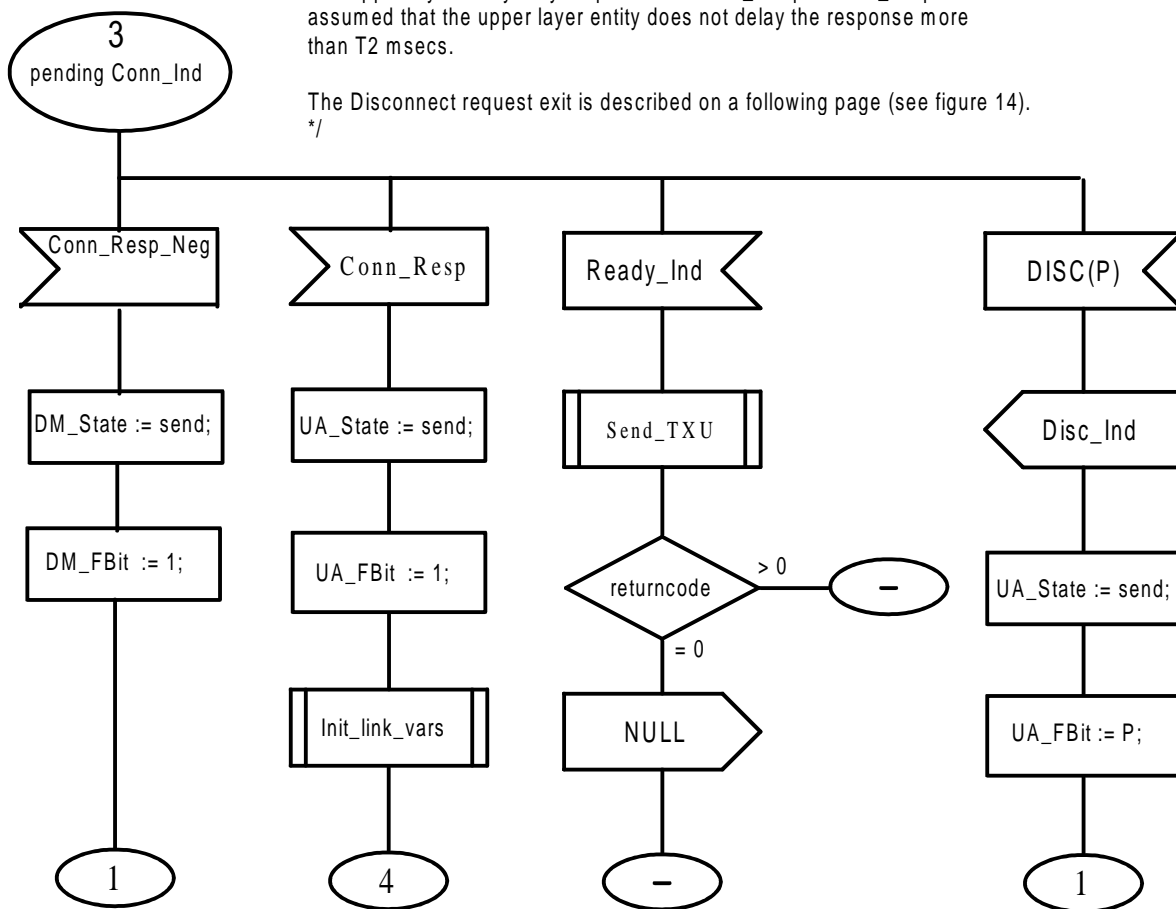 assumed that the upper layer entity does not delay the response more
than T2 msecs.
The Disconnect request exit is described on a following page (see figure 14).
*/
3
pending Conn_Ind
Conn_Resp_Neg
Conn_Resp
Ready_Ind
DISC(P)
DM_State := send;
UA_State := send;
Send_TXU
Disc_Ind
DM_FBit := 1;
UA_FBit := 1;
returncode
> 0
–
UA_State := send;
= 0
Init_link_vars
NULL
UA_FBit := P;
1
4
–
1